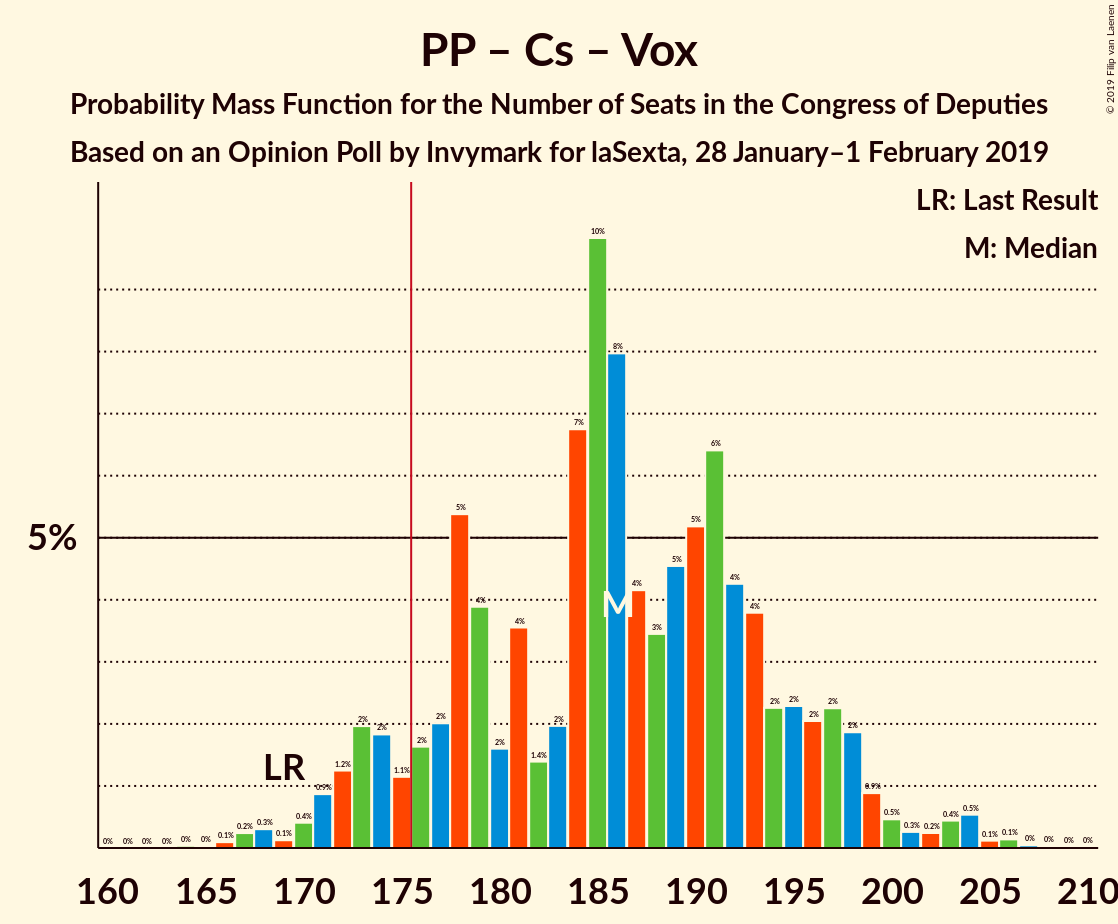 PP – Cs – Vox
Probability Mass Function for the Number of Seats in the Congress of Deputies
Based on an Opinion Poll by Invymark for laSexta, 28 January–1 February 2019
© 2019 Filip van Laenen
LR: Last Result
M: Median
5%
LR
M
0% 0% 0% 0% 0% 0% 0.1% 0.2% 0.3% 0.1% 0.4% 0.9% 1.2% 2% 2% 1.1% 2% 2% 5% 4% 2% 4% 1.4% 2% 7% 10% 8% 4% 3% 5% 5% 6% 4% 4% 2% 2% 2% 2% 2% 0.9% 0.5% 0.3% 0.2% 0.4% 0.5% 0.1% 0.1% 0% 0% 0% 0%
160 165 170 175 180 185 190 195 200 205 210